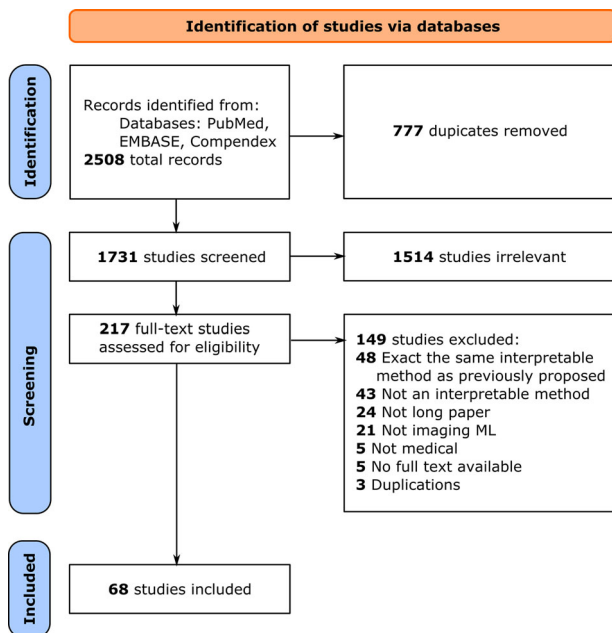 Identification of studies via databases
Identification
Records identified from:
Databases: PubMed,
EMBASE, Compendex
2508 total records
777 dupicates removed
Screening
1731 studies screened
1514 studies irrelevant
217 full-text studies
assessed for eligibility
149 studies excluded:
48 Exact the same interpretable
method as previously proposed
43 Not an interpretable method
24 Not long paper
21 Not imaging ML
5 Not medical
5 No full text available
3 Duplications
Included
68 studies included